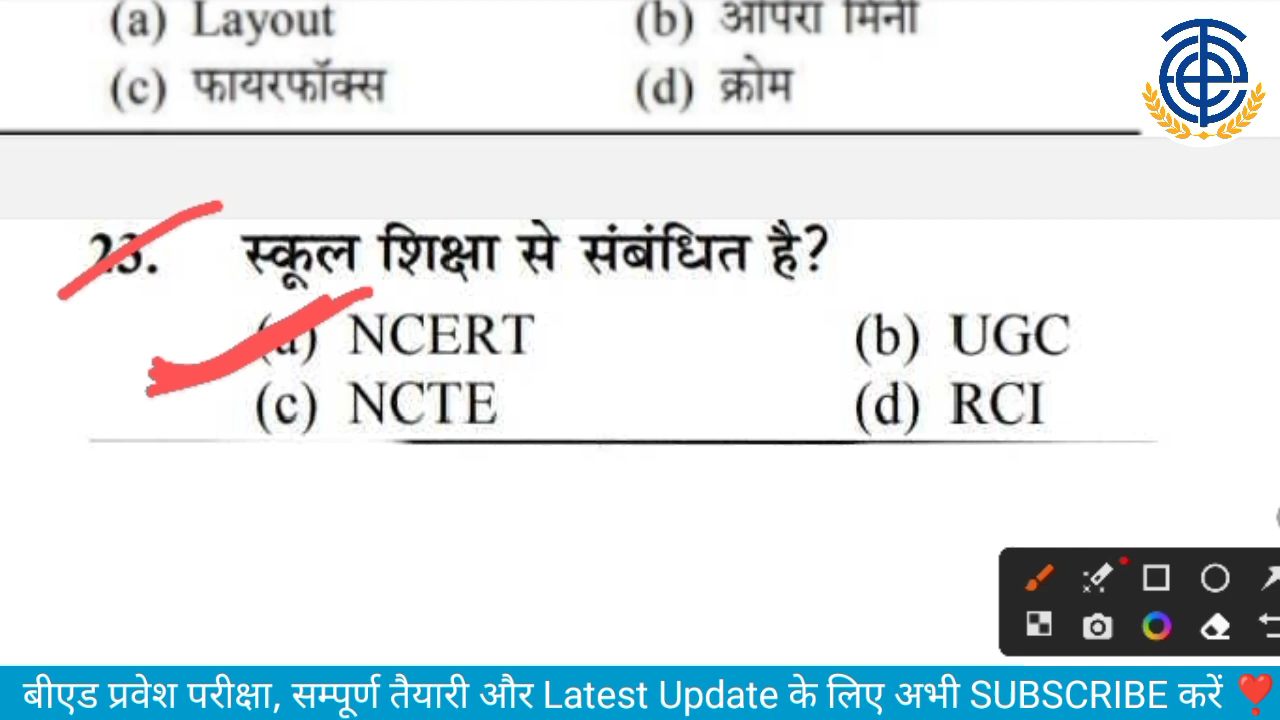 (a) Layout (b) ओपेरा मिनी
(c) फायरफॉक्स (d) क्रोम
23. स्कूल शिक्षा से संबंधित है?
(a) NCERT (b) UGC
(c) NCTE (d) RCI
बीएड प्रवेश परीक्षा, सम्पूर्ण तैयारी और Latest Update के लिए अभी SUBSCRIBE करें ❤️